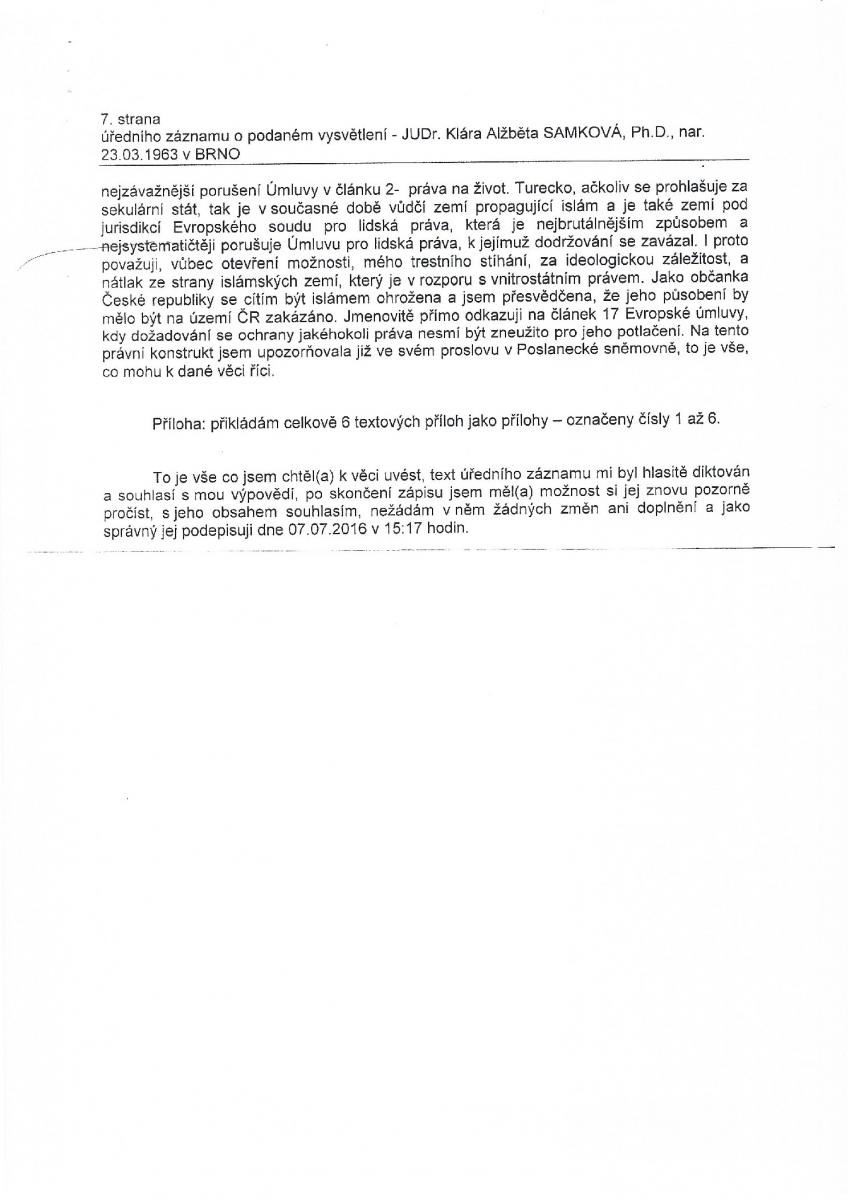 7. strana
úředního záznamu o podaném vysvětlení - JUDr. Klára Alžběta SAMKOVÁ, Ph.D., nar.
23.03.1963 v BRNO
nejzávažnější porušení Úmluvy v článku 2- práva na život. Turecko, ačkoliv se prohlašuje za
sekulární stát, tak je v současné době vůdčí zemí propagující islám a je také zemí pod
jurisdikcí Evropského soudu pro lidská práva, která je nejbrutálnějším způsobem a
nejsystematičtěji porušuje Úmluvu pro lidská práva, k jejímuž dodržování se zavázal. I proto
považuji, vůbec otevření možnosti, mého trestního stíhání, za ideologickou záležitost, a
nátlak ze strany islámských zemí, který je v rozporu s vnitrostátním právem. Jako občanka
České republiky se cítím být islámem ohrožena a jsem přesvědčena, že jeho působení by
mělo být na území ČR zakázáno. Jmenovitě přímo odkazuji na článek 17 Evropské úmluvy,
kdy dožadování se ochrany jakéhokoli práva nesmí být zneužito pro jeho potlačení. Na tento
právní konstrukt jsem upozorňovala již ve svém proslovu v Poslanecké sněmovně, to je vše,
co mohu k dané věci říci.
Příloha: přikládám celkově 6 textových příloh jako přílohy – označeny čísly 1 až 6.
To je vše co jsem chtěl(a) k věci uvést, text úředního záznamu mi byl hlasitě diktován
a souhlasí s mou výpovědí, po skončení zápisu jsem měl(a) možnost si jej znovu pozorně
pročíst, s jeho obsahem souhlasím, nežádám v něm žádných změn ani doplnění a jako
správný jej podepisuji dne 07.07.2016 v 15:17 hodin.